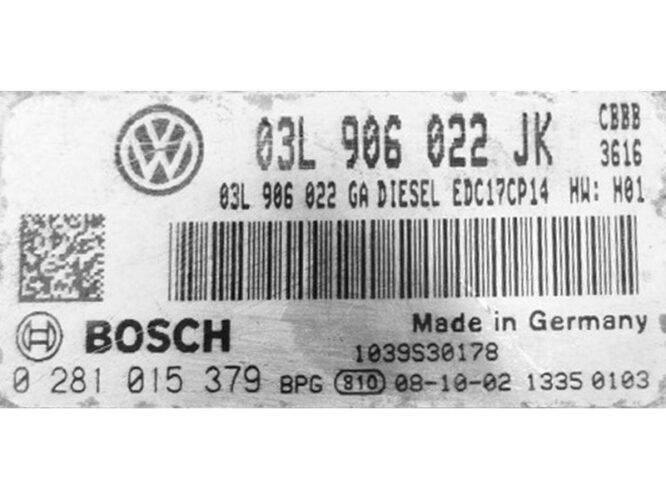 03L 906 022 JK CBBB
3616
03L 906 022 GA DIESEL EDC17CP14 HW: H01
BOSCH Made in Germany
1039S30178
0 281 015 379 BPG 810 08-10-02 1335 0103